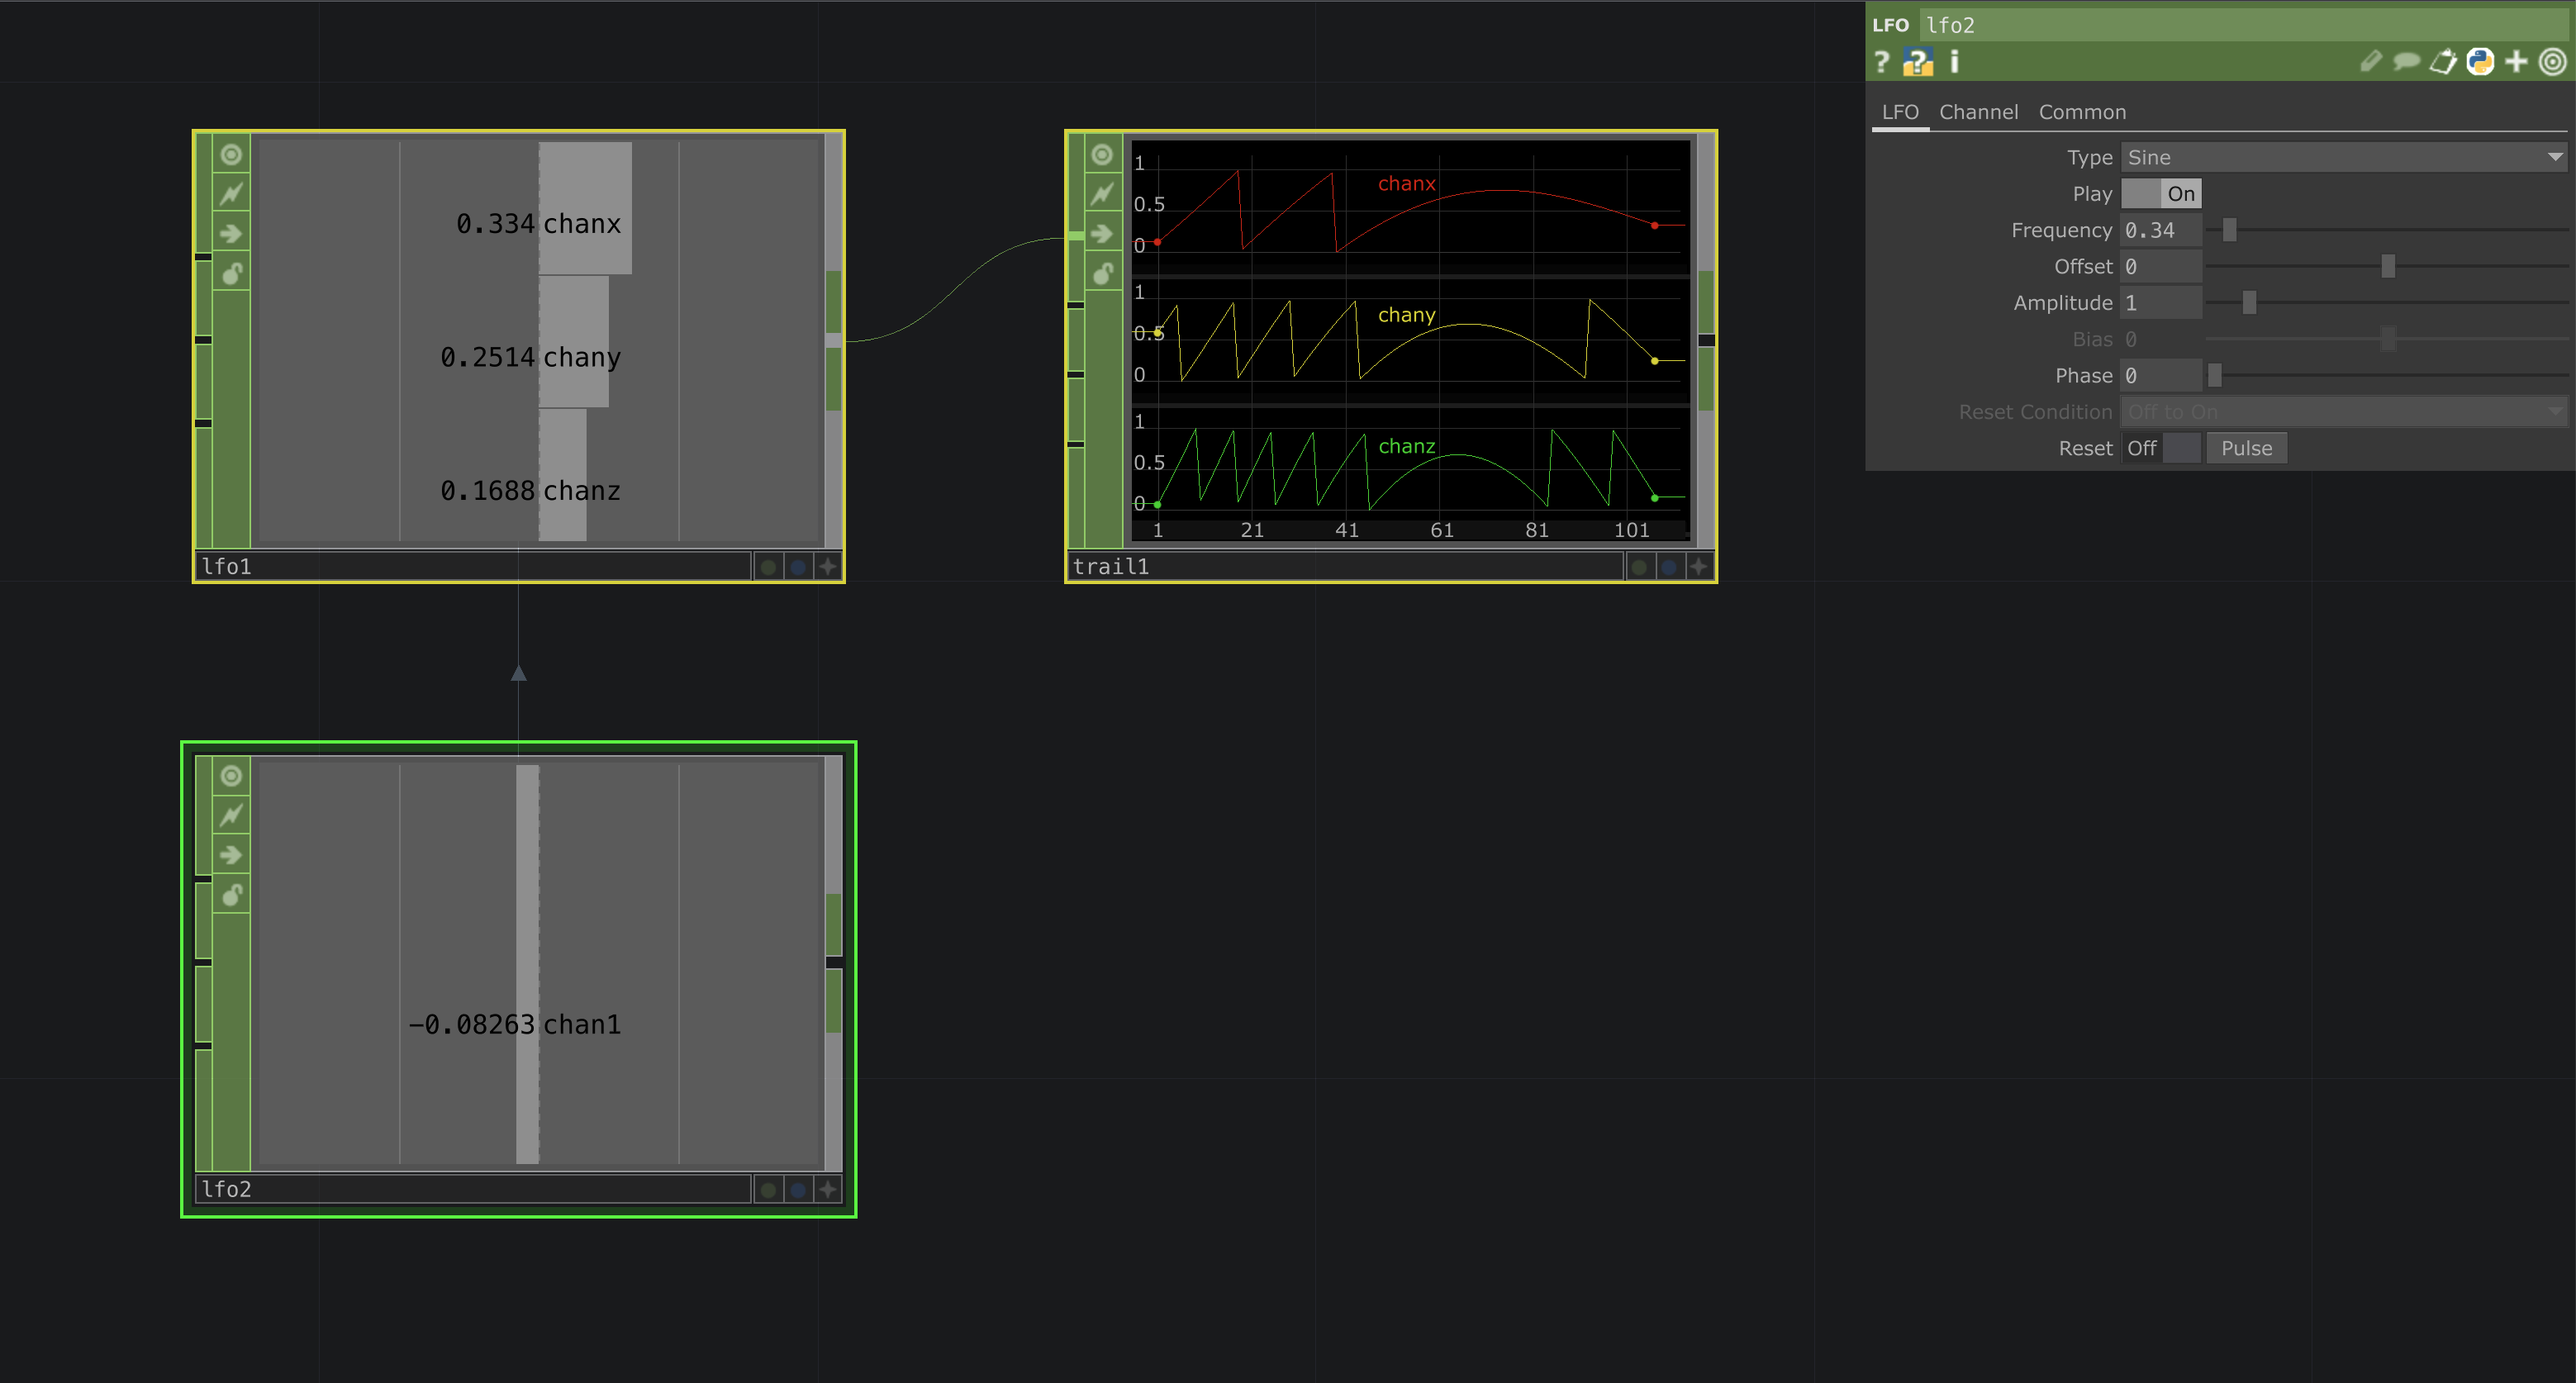 LFO lfo2
? ? i
LFO Channel Common
Type Sine
Play On
Frequency 0.34
Offset 0
Amplitude 1
Bias 0
Phase 0
Reset Condition Off to On
Reset Off Pulse
0.334 chanx
0.2514 chany
0.1688 chanz
lfo1
1
chanx
0.5
0
1
chany
0.5
0
1
chanz
0.5
0
1 21 41 61 81 101
trail1
-0.08263 chan1
lfo2